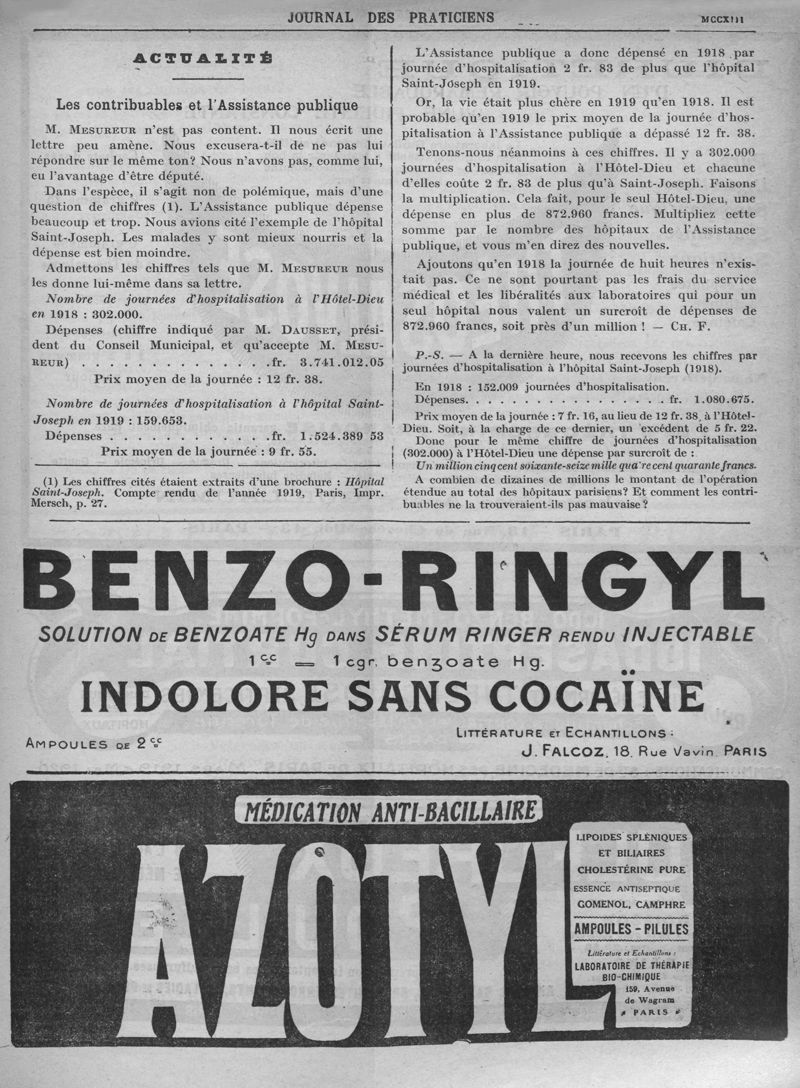 JOURNAL DES PRATICIENS
MCCXIII
ACTUALITÉ
Les contribuables et l'Assistance publique
M. MESUREUR n'est pas content. Il nous écrit une
lettre peu amène. Nous excusera-t-il de ne pas lui
répondre sur le même ton? Nous n'avons pas, comme lui,
eu l'avantage d'être député.
Dans l'espèce, il s'agit non de polémique, mais d'une
question de chiffres (1). L'Assistance publique dépense
beaucoup et trop. Nous avions cité l'exemple de l'hôpital
Saint-Joseph. Les malades y sont mieux nourris et la
dépense est bien moindre.
Admettons les chiffres tels que M. MESUREUR nous
les donne lui-même dans sa lettre.
Nombre de journées d'hospitalisation à l'Hôtel-Dieu
en 1918 : 302.000.
Dépenses (chiffre indiqué par M. DAUSSET, prési-
dent du Conseil Municipal, et qu'accepte M. MESU-
REUR) . . . . . . . . . . . . . .fr. 3.741.012.05
Prix moyen de la journée : 12 fr. 38.
Nombre de journées d'hospitalisation à l'hôpital Saint-
Joseph en 1919 : 159.653.
Dépenses . . . . . . . . . . . .fr. 1.524.389 53
Prix moyen de la journée : 9 fr. 55.
(1) Les chiffres cités étaient extraits d'une brochure : Hôpital
Saint-Joseph. Compte rendu de l'année 1919, Paris, Impr.
Mersch, p. 27.
L'Assistance publique a donc dépensé en 1918 par
journée d'hospitalisation 2 fr. 83 de plus que l'hôpital
Saint-Joseph en 1919.
Or, la vie était plus chère en 1919 qu'en 1918. Il est
probable qu'en 1919 le prix moyen de la journée d'hos-
pitalisation à l'Assistance publique a dépassé 12 fr. 38.
Tenons-nous néanmoins à ces chiffres. Il y a 302.000
journées d'hospitalisation à l'Hôtel-Dieu et chacune
d'elles coûte 2 fr. 83 de plus qu'à Saint-Joseph. Faisons
la multiplication. Cela fait, pour le seul Hôtel-Dieu, une
dépense en plus de 872.960 francs. Multipliez cette
somme par le nombre des hôpitaux de l'Assistance
publique, et vous m'en direz des nouvelles.
Ajoutons qu'en 1918 la journée de huit heures n'exis-
tait pas. Ce ne sont pourtant pas les frais du service
médical et les libéralités aux laboratoires qui pour un
seul hôpital nous valent un surcroît de dépenses de
872.960 francs, soit près d'un million ! — CH. F.
P.-S. — A la dernière heure, nous recevons les chiffres par
journées d'hospitalisation à l'hôpital Saint-Joseph (1918).
En 1918 : 152.009 journées d'hospitalisation.
Dépenses. . . . . . . . . . . . . . . . . fr. 1.080.675.
Prix moyen de la journée : 7 fr. 16, au lieu de 12 fr. 38, à l'Hôtel-
Dieu. Soit, à la charge de ce dernier, un excédent de 5 fr. 22.
Donc pour le même chiffre de journées d'hospitalisation
(302.000) à l'Hôtel-Dieu une dépense par surcroît de :
Un million cinq cent soixante-seize mille qua're cent quarante francs.
A combien de dizaines de millions le montant de l'opération
étendue au total des hôpitaux parisiens? Et comment les contri-
buables ne la trouveraient-ils pas mauvaise?
BENZO-RINGYL
SOLUTION DE BENZOATE Hg DANS SÉRUM RINGER RENDU INJECTABLE
1cc = 1 cgr. benzoate Hg.
INDOLORE SANS COCAÏNE
AMPOULES DE 2cc
LITTÉRATURE ET ECHANTILLONS :
J. FALCOZ, 18, RUE VAVIN, PARIS
MÉDICATION ANTI-BACILLAIRE
AZOTYL
LIPOIDES SPLÉNIQUES
ET BILIAIRES
CHOLESTÉRINE PURE
ESSENCE ANTISEPTIQUE
GOMENOL, CAMPHRE
AMPOULES - PILULES
Littérature et Echantillons :
LABORATOIRE DE THÉRAPIE
BIO-CHIMIQUE
159, Avenue
de Wagram
PARIS